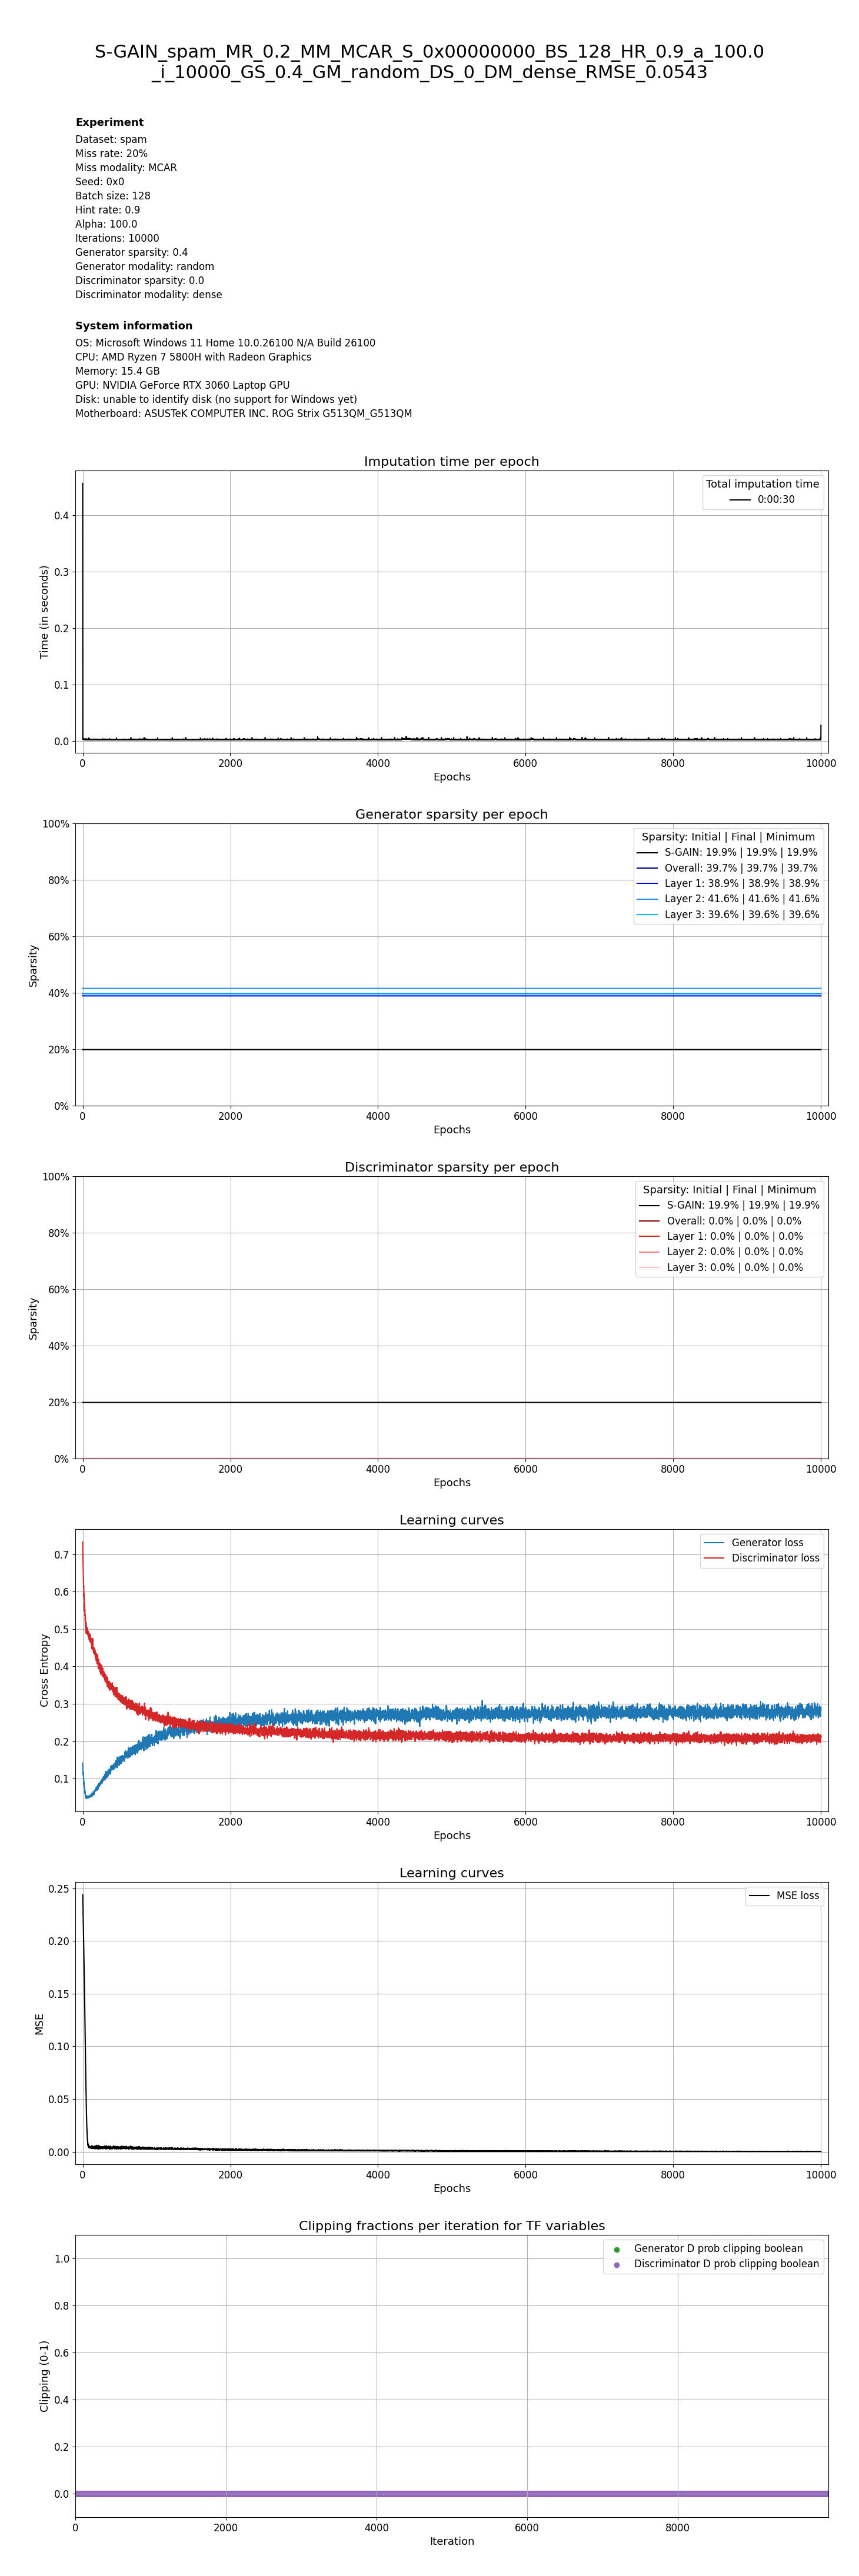 S-GAIN_spam_MR_0.2_MM_MCAR_S_0x00000000_BS_128_HR_0.9_a_100.0
_i_10000_GS_0.4_GM_random_DS_0_DM_dense_RMSE_0.0543
Experiment
Dataset: spam
Miss rate: 20%
Miss modality: MCAR
Seed: 0x0
Batch size: 128
Hint rate: 0.9
Alpha: 100.0
Iterations: 10000
Generator sparsity: 0.4
Generator modality: random
Discriminator sparsity: 0.0
Discriminator modality: dense
System information
OS: Microsoft Windows 11 Home 10.0.26100 N/A Build 26100
CPU: AMD Ryzen 7 5800H with Radeon Graphics
Memory: 15.4 GB
GPU: NVIDIA GeForce RTX 3060 Laptop GPU
Disk: unable to identify disk (no support for Windows yet)
Motherboard: ASUSTeK COMPUTER INC. ROG Strix G513QM_G513QM
Imputation time per epoch
Total imputation time
0:00:30
0.4
0.3
0.2
0.1
0.0
Time (in seconds)
0 2000 4000 6000 8000 10000
Epochs
Generator sparsity per epoch
Sparsity: Initial | Final | Minimum
S-GAIN: 19.9% | 19.9% | 19.9%
Overall: 39.7% | 39.7% | 39.7%
Layer 1: 38.9% | 38.9% | 38.9%
Layer 2: 41.6% | 41.6% | 41.6%
Layer 3: 39.6% | 39.6% | 39.6%
100%
80%
60%
40%
20%
0%
Sparsity
0 2000 4000 6000 8000 10000
Epochs
Discriminator sparsity per epoch
Sparsity: Initial | Final | Minimum
S-GAIN: 19.9% | 19.9% | 19.9%
Overall: 0.0% | 0.0% | 0.0%
Layer 1: 0.0% | 0.0% | 0.0%
Layer 2: 0.0% | 0.0% | 0.0%
Layer 3: 0.0% | 0.0% | 0.0%
100%
80%
60%
40%
20%
0%
Sparsity
0 2000 4000 6000 8000 10000
Epochs
Learning curves
Generator loss
Discriminator loss
0.7
0.6
0.5
0.4
0.3
0.2
0.1
Cross Entropy
0 2000 4000 6000 8000 10000
Epochs
Learning curves
MSE loss
0.25
0.20
0.15
0.10
0.05
0.00
MSE
0 2000 4000 6000 8000 10000
Epochs
Clipping fractions per iteration for TF variables
Generator D prob clipping boolean
Discriminator D prob clipping boolean
1.0
0.8
0.6
0.4
0.2
0.0
Clipping (0-1)
0 2000 4000 6000 8000
Iteration